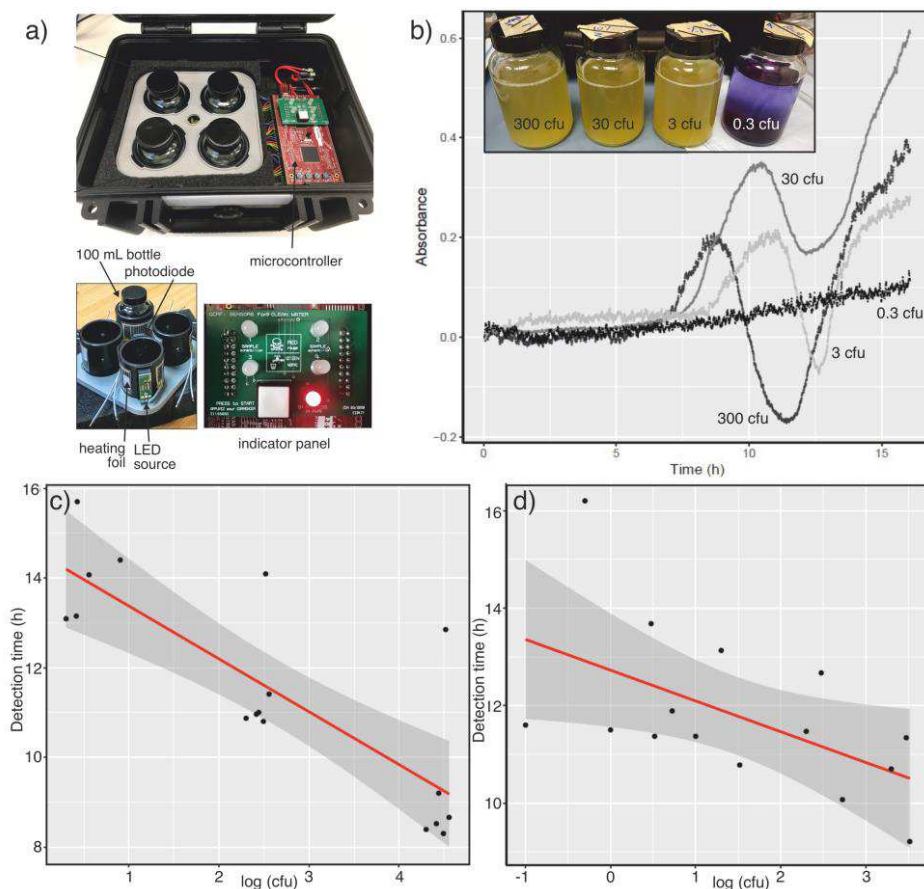 a)
microcontroller
100 mL bottle
photodiode
heating
foil
LED
source
indicator panel
PRESS to START
b)
0.6
0.4
0.2
0.0
−0.2
Absorbance
300 cfu
30 cfu
3 cfu
0.3 cfu
30 cfu
0.3 cfu
3 cfu
300 cfu
0
5
10
15
Time (h)
c)
16
14
12
10
8
Detection time (h)
1
2
3
4
log (cfu)
d)
16
14
12
10
Detection time (h)
-1
0
1
2
3
log (cfu)